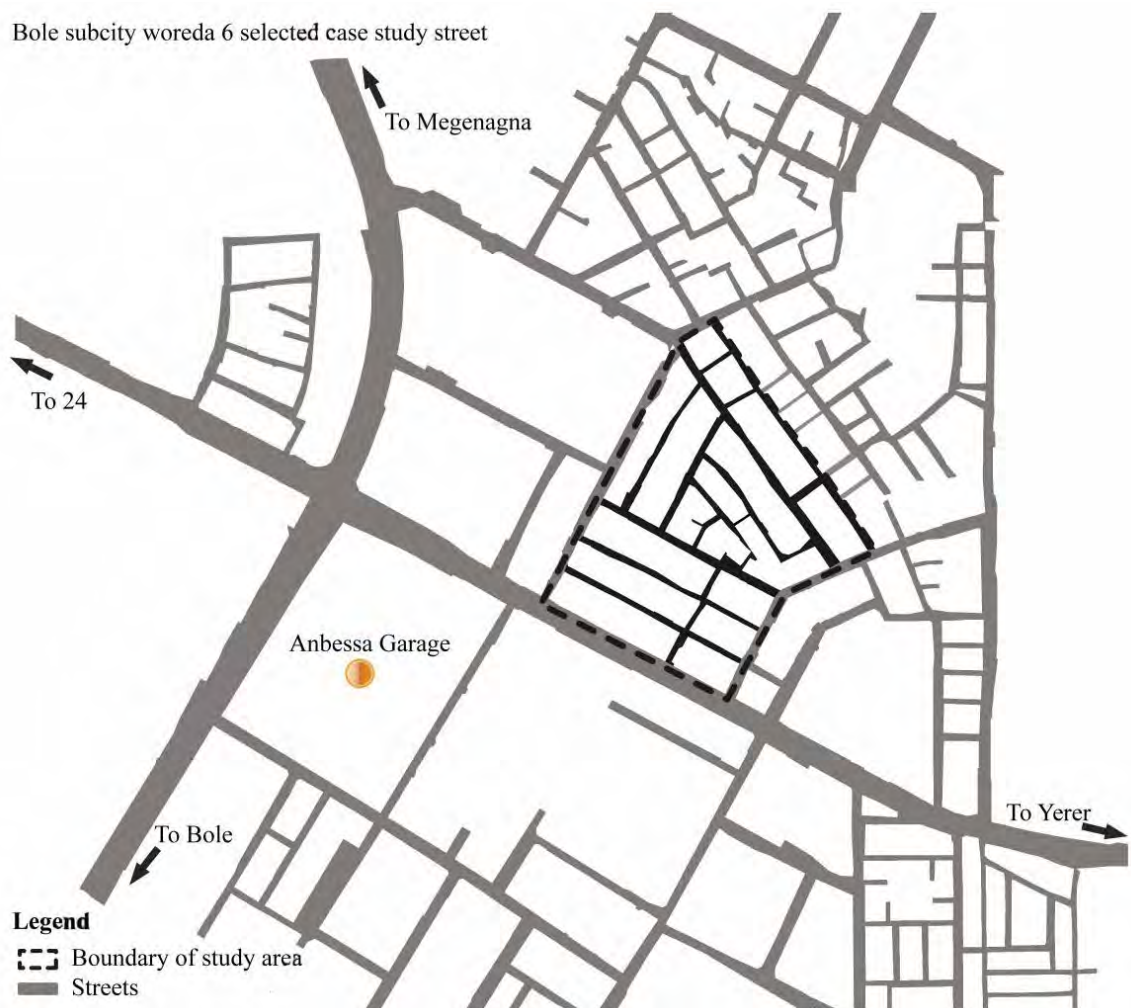 Bole subcity woreda 6 selected case study street
To Megenagna
To 24
Anbessa Garage
To Yerer
To Bole
Legend
Boundary of study area
Streets